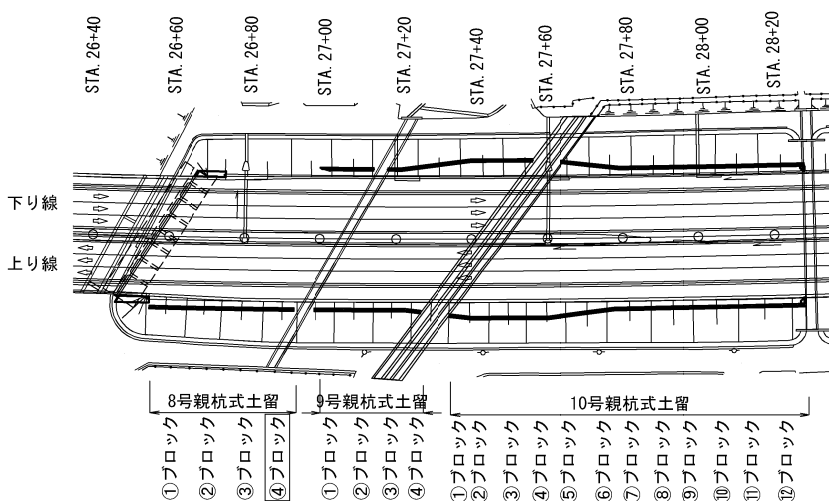 STA. 26+40
STA. 26+60
STA. 26+80
STA. 27+00
STA. 27+20
STA. 27+40
STA. 27+60
STA. 27+80
STA. 28+00
STA. 28+20
下り線
上り線
8号親杭式土留
9号親杭式土留
10号親杭式土留
①ブロック
②ブロック
③ブロック
④ブロック
①ブロック
②ブロック
③ブロック
④ブロック
①ブロック
②ブロック
③ブロック
④ブロック
⑤ブロック
⑥ブロック
⑦ブロック
⑧ブロック
⑨ブロック
⑩ブロック
⑪ブロック
⑫ブロック